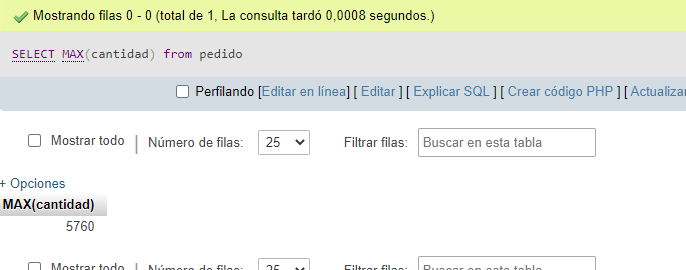 Mostrando filas 0 - 0 (total de 1, La consulta tardó 0,0008 segundos.)
SELECT MAX(cantidad) from pedido
Perfilando [Editar en línea] [ Editar ] [ Explicar SQL ] [ Crear código PHP ] [ Actualizar
Mostrar todo | Número de filas: 25 Filtrar filas: Buscar en esta tabla
+ Opciones
MAX(cantidad)
5760
Mostrar todo | Número de filas: 25 Filtrar filas: Buscar en esta tabla